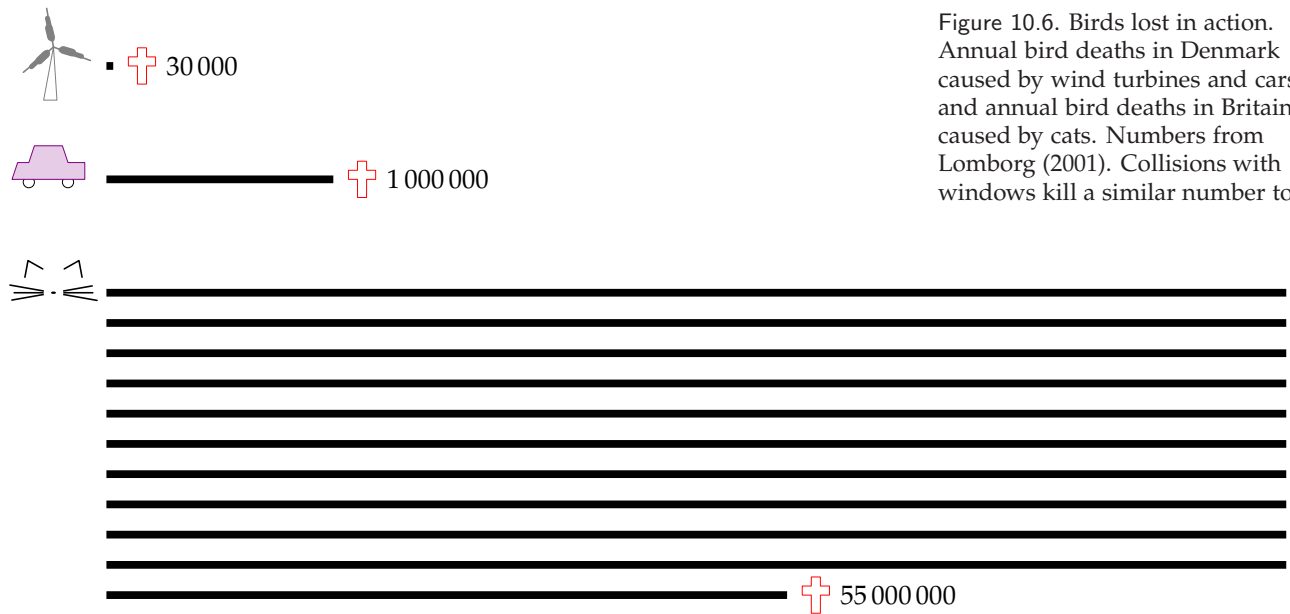 Figure 10.6. Birds lost in action.
Annual bird deaths in Denmark
caused by wind turbines and cars
and annual bird deaths in Britain
caused by cats. Numbers from
Lomborg (2001). Collisions with
windows kill a similar number to
30 000
1 000 000
55 000 000